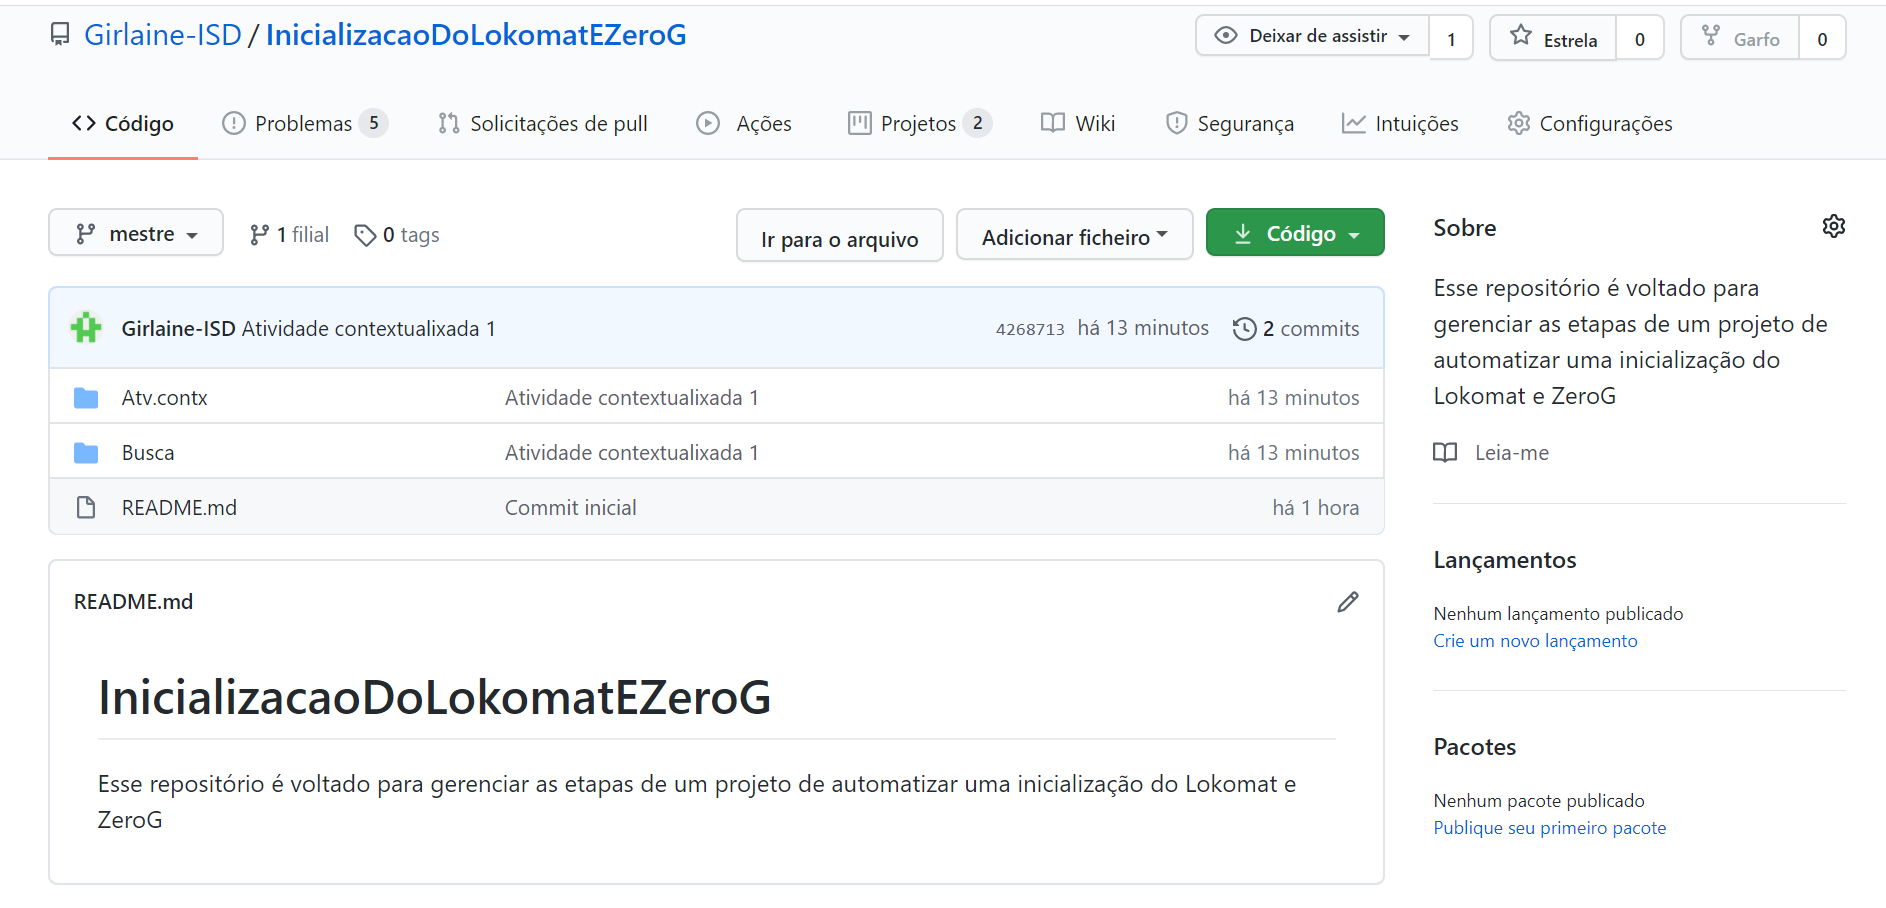 Girlaine-ISD / InicializacaoDoLokomatEZeroG
Deixar de assistir 1
Estrela 0
Garfo 0
Código
Problemas 5
Solicitações de pull
Ações
Projetos 2
Wiki
Segurança
Intuições
Configurações
mestre
1 filial
0 tags
Ir para o arquivo
Adicionar ficheiro
Código
Girlaine-ISD Atividade contextualixada 1 4268713 há 13 minutos 2 commits
Atv.contx Atividade contextualixada 1 há 13 minutos
Busca Atividade contextualixada 1 há 13 minutos
README.md Commit inicial há 1 hora
README.md
InicializacaoDoLokomatEZeroG
Esse repositório é voltado para gerenciar as etapas de um projeto de automatizar uma inicialização do Lokomat e
ZeroG
Sobre
Esse repositório é voltado para
gerenciar as etapas de um projeto de
automatizar uma inicialização do
Lokomat e ZeroG
Leia-me
Lançamentos
Nenhum lançamento publicado
Crie um novo lançamento
Pacotes
Nenhum pacote publicado
Publique seu primeiro pacote